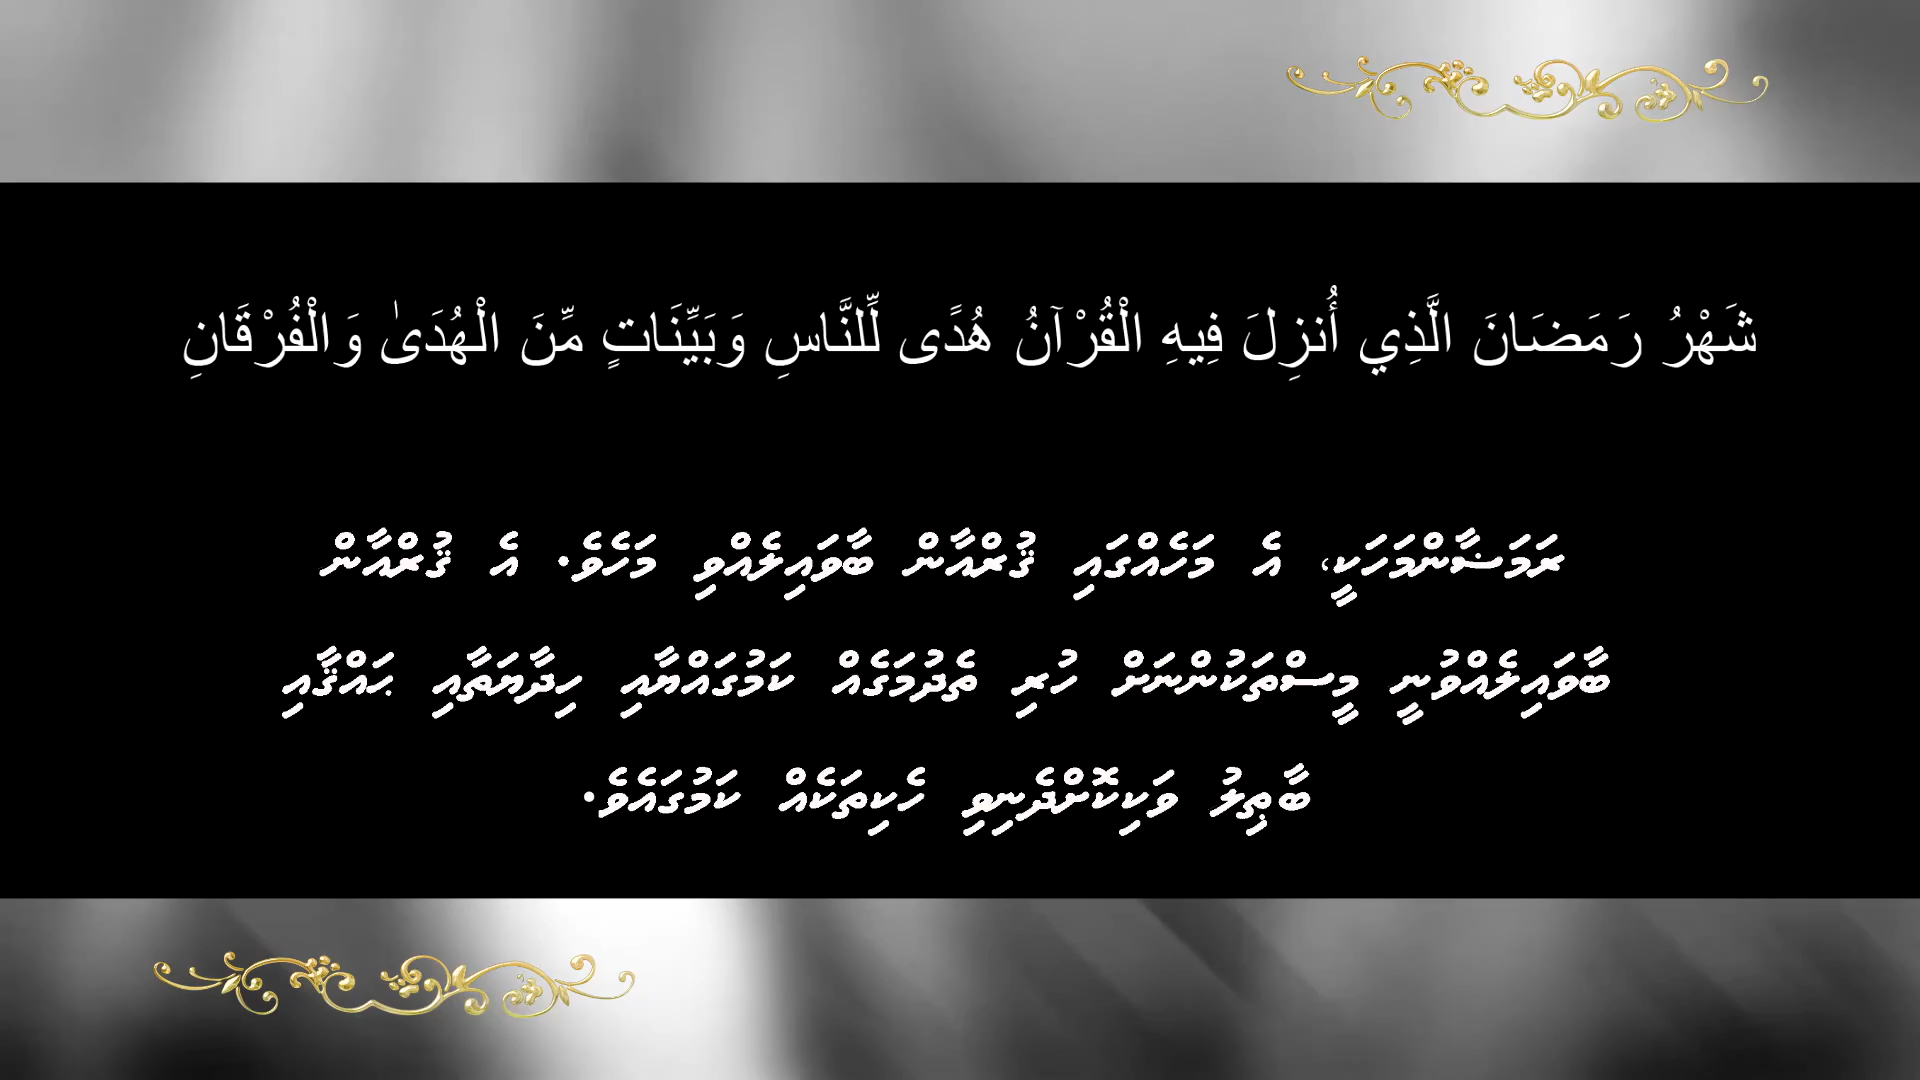 شَهْرُ رَمَضَانَ الَّذِي أُنزِلَ فِيهِ الْقُرْآنُ هُدًى لِّلنَّاسِ وَبَيِّنَاتٍ مِّنَ الْهُدَىٰ وَالْفُرْقَانِ
ރަމަޟާންމަހަކީ، އެ މަހެއްގައި ޤުރްއާން ބާވައިލެއްވި މަހެވެ. އެ ޤުރްއާން
ބާވައިލެއްވުނީ މީސްތަކުންނަށް ހުރި ތެދުމަގެއް ކަމުގައްޔާއި ހިދާޔަތާއި ޙައްޤާއި
ބާޠިލު ވަކިކޮށްދެނިވި ހެކިތަކެއް ކަމުގައެވެ.